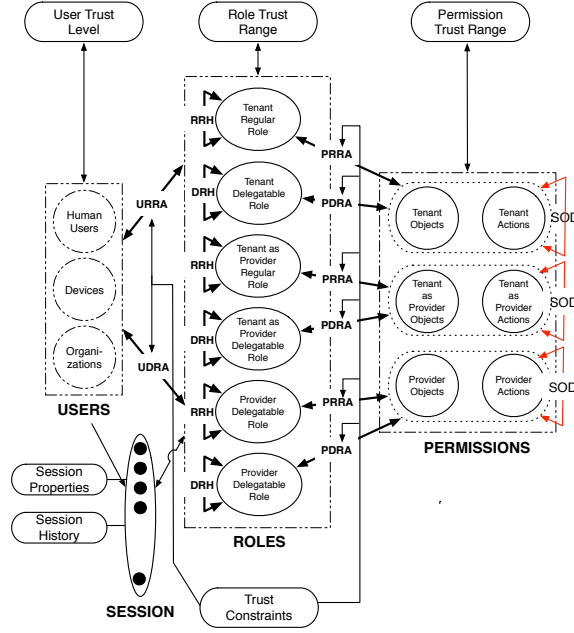 User Trust
Level
Role Trust
Range
Permission
Trust Range
RRH
Tenant
Regular
Role
PRRA
DRH
Tenant
Delegatable
Role
PDRA
URRA
Human
Users
Tenant
Objects
Tenant
Actions
SOD
RRH
Tenant as
Provider
Regular
Role
PRRA
Devices
Tenant
as Provider
Objects
Tenant
as Provider
Actions
SOD
DRH
Tenant as
Provider
Delegatable
Role
PDRA
Organi-
zations
UDRA
USERS
RRH
Provider
Delegatable
Role
PRRA
Provider
Objects
Provider
Actions
SOD
PERMISSIONS
PDRA
DRH
Provider
Delegatable
Role
Session
Properties
Session
History
ROLES
SESSION
Trust
Constraints